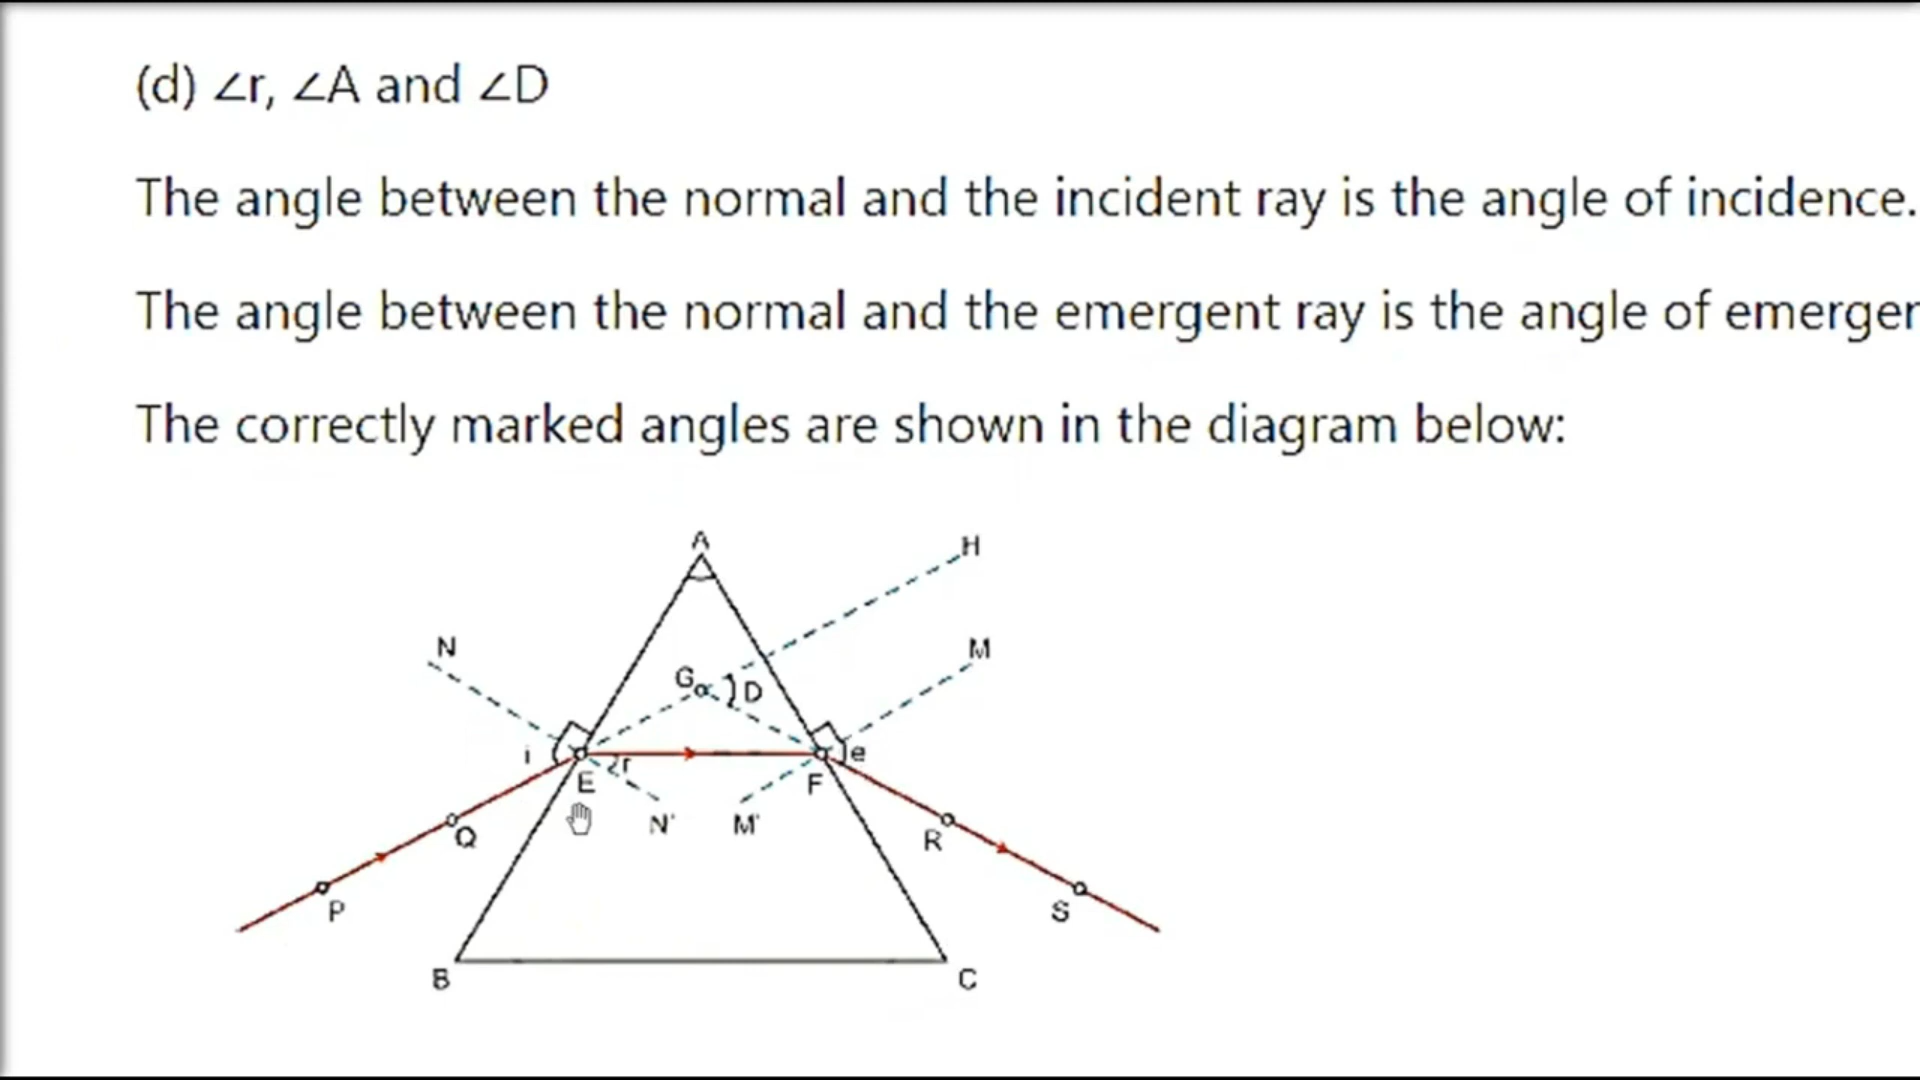 (d) ∠r, ∠A and ∠D
The angle between the normal and the incident ray is the angle of incidence.
The angle between the normal and the emergent ray is the angle of emergen
The correctly marked angles are shown in the diagram below:
A
H
N
M
G
D
i
r
e
E
F
Q
N'
M'
R
P
S
B
C